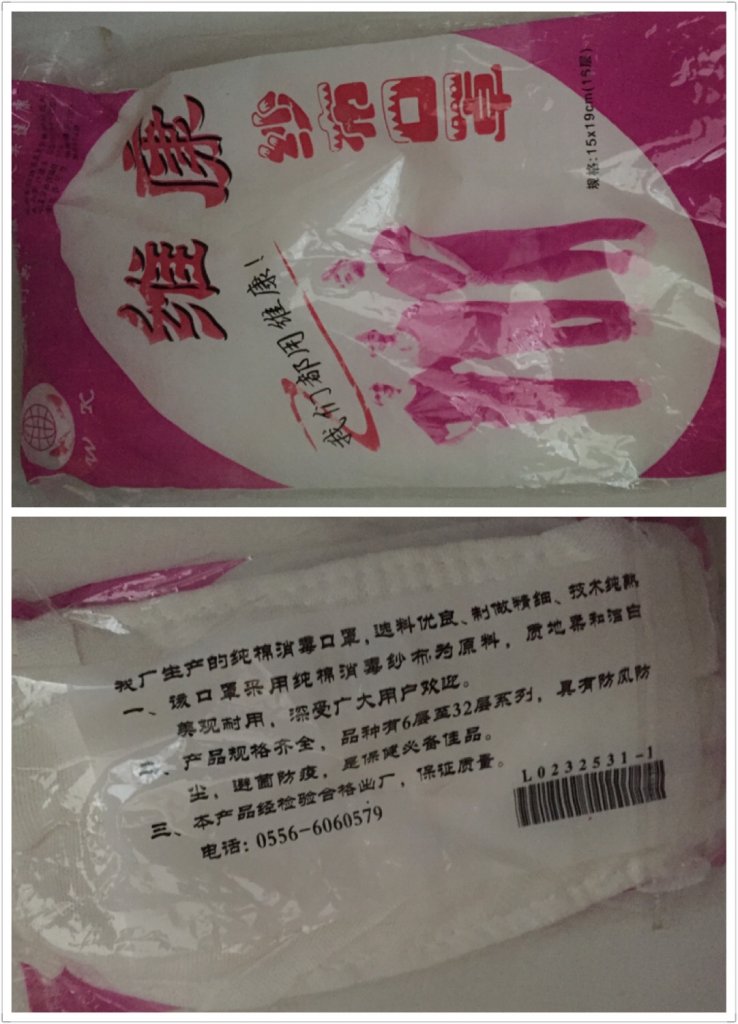 维康
纱布口罩
规格:15x19cm(15层)
我们都用维康!
W K
我厂生产的纯棉消毒口罩,选料优良、制做精细、技术纯熟
一、该口罩采用纯棉消毒纱布为原料,质地柔和洁白
美观耐用,深受广大用户欢迎。
二、产品规格齐全,品种有6层至32层系列,具有防风防
尘,避菌防疫,是保健必备佳品。
三、本产品经检验合格出厂,保证质量。
电话:0556-6060579
L0232531-1